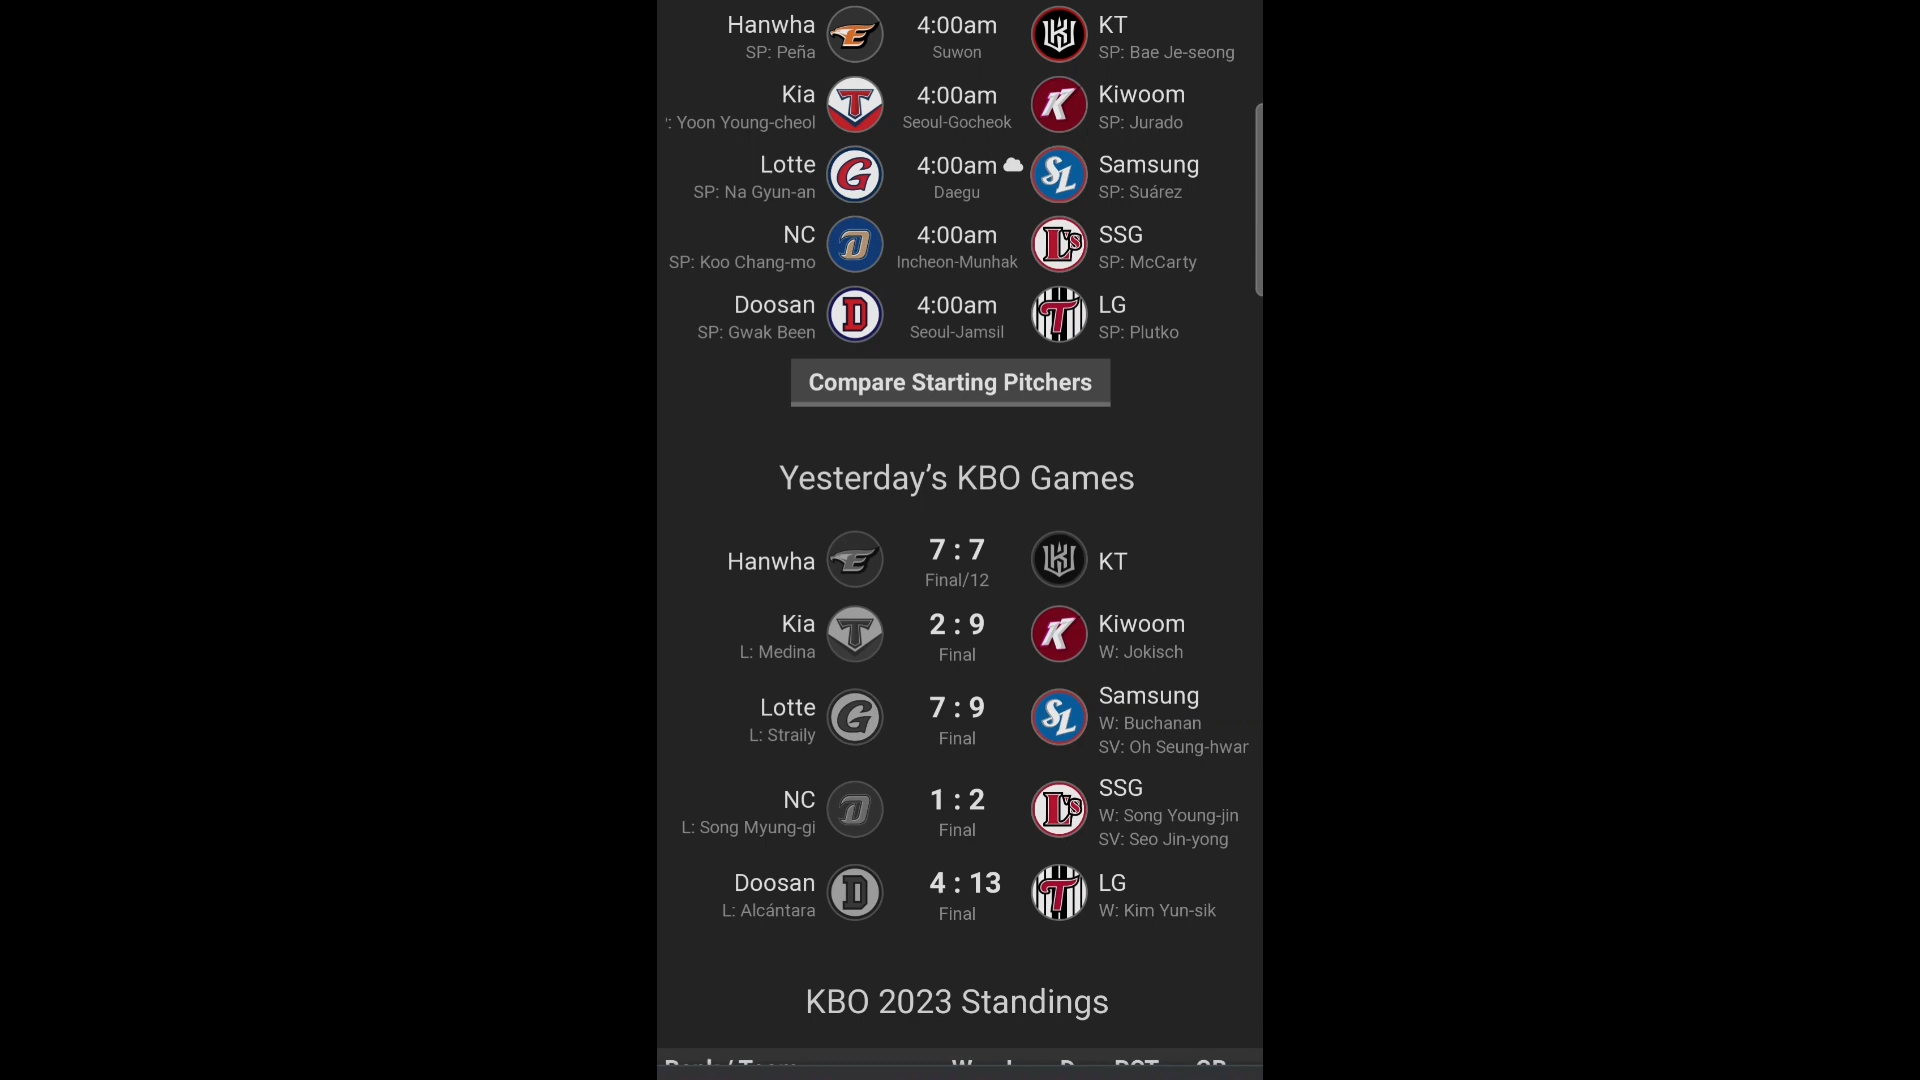 Hanwha 4:00am KT
SP: Peña Suwon SP: Bae Je-seong
Kia 4:00am Kiwoom
: Yoon Young-cheol Seoul-Gocheok SP: Jurado
Lotte 4:00am Samsung
SP: Na Gyun-an Daegu SP: Suárez
NC 4:00am SSG
SP: Koo Chang-mo Incheon-Munhak SP: McCarty
Doosan 4:00am LG
SP: Gwak Been Seoul-Jamsil SP: Plutko
Compare Starting Pitchers
Yesterday’s KBO Games
Hanwha 7 : 7 KT
Final/12
Kia 2 : 9 Kiwoom
L: Medina Final W: Jokisch
Lotte 7 : 9 Samsung
L: Straily Final W: Buchanan
SV: Oh Seung-hwan
NC 1 : 2 SSG
L: Song Myung-gi Final W: Song Young-jin
SV: Seo Jin-yong
Doosan 4 : 13 LG
L: Alcántara Final W: Kim Yun-sik
KBO 2023 Standings
Rank / Team W L D PCT GB